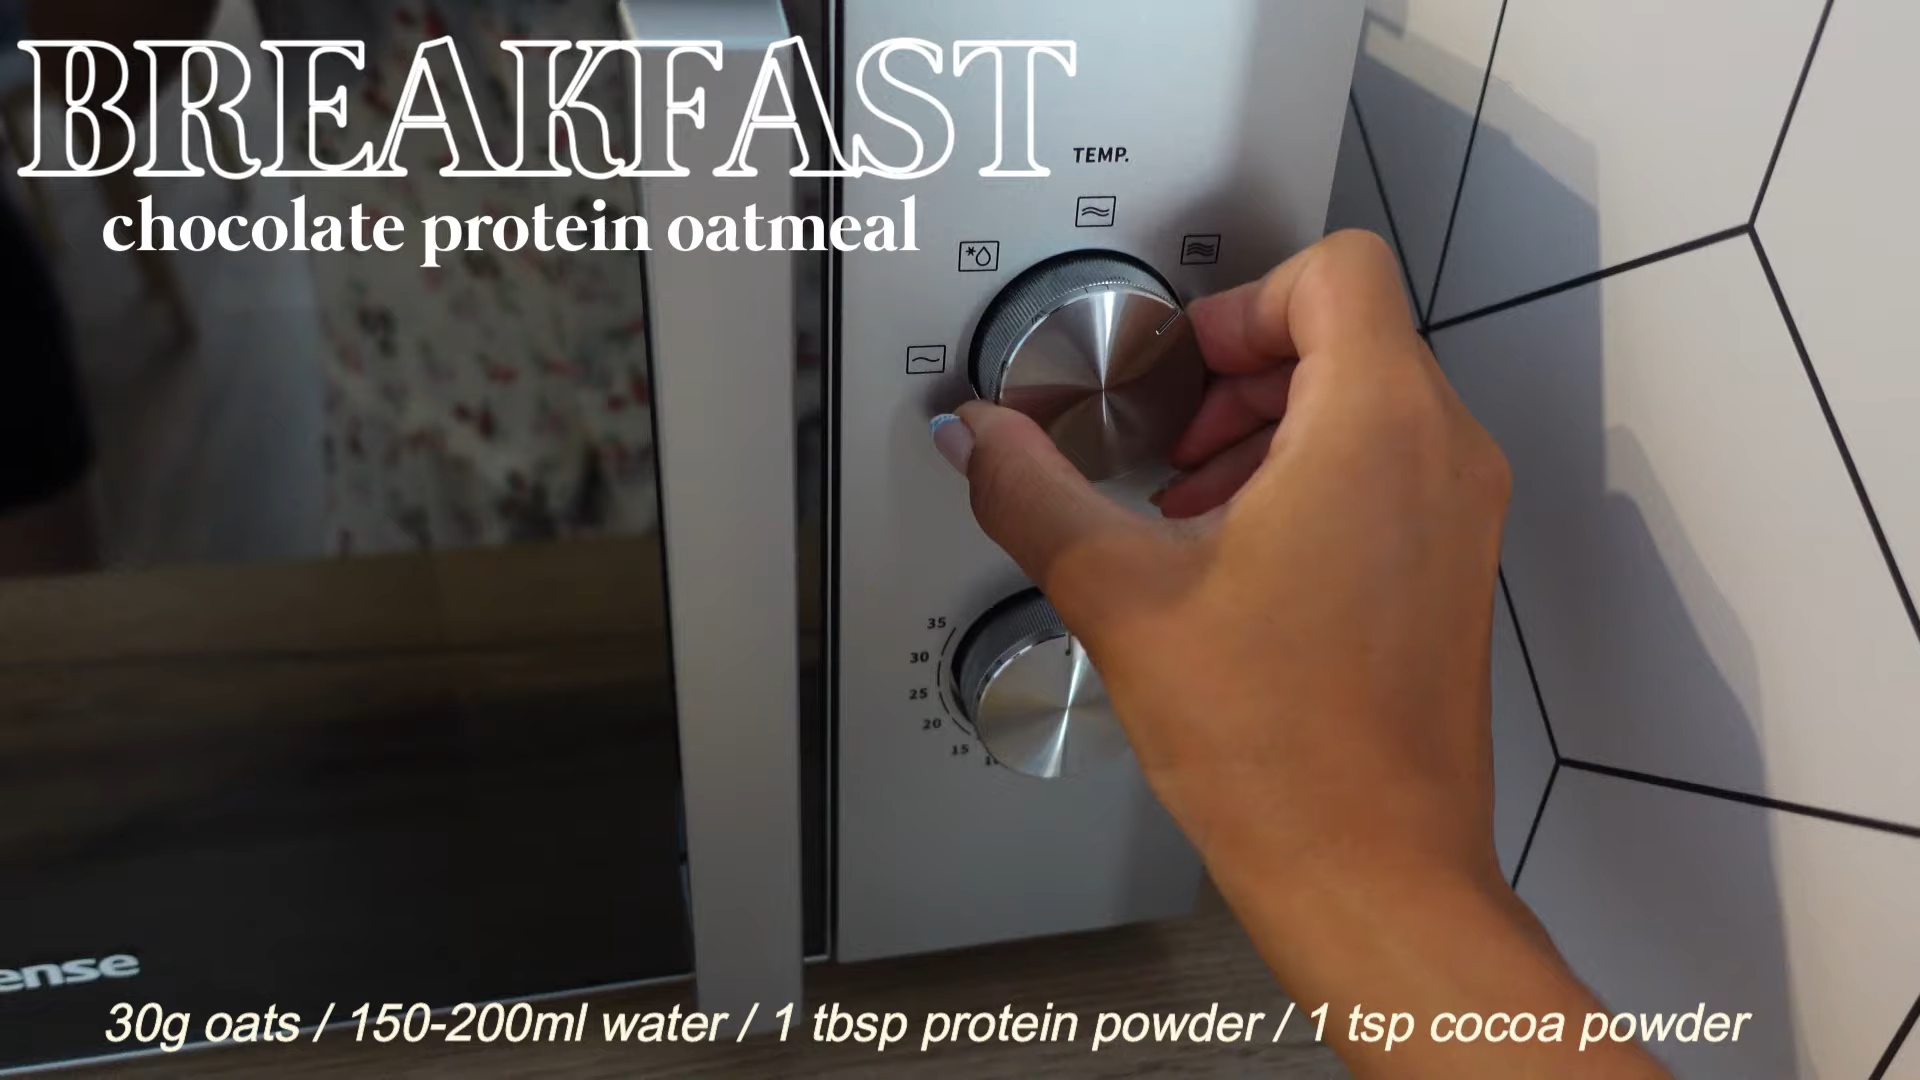 BREAKFAST
chocolate protein oatmeal
TEMP.
35
30
25
20
15
ense
30g oats / 150-200ml water / 1 tbsp protein powder / 1 tsp cocoa powder